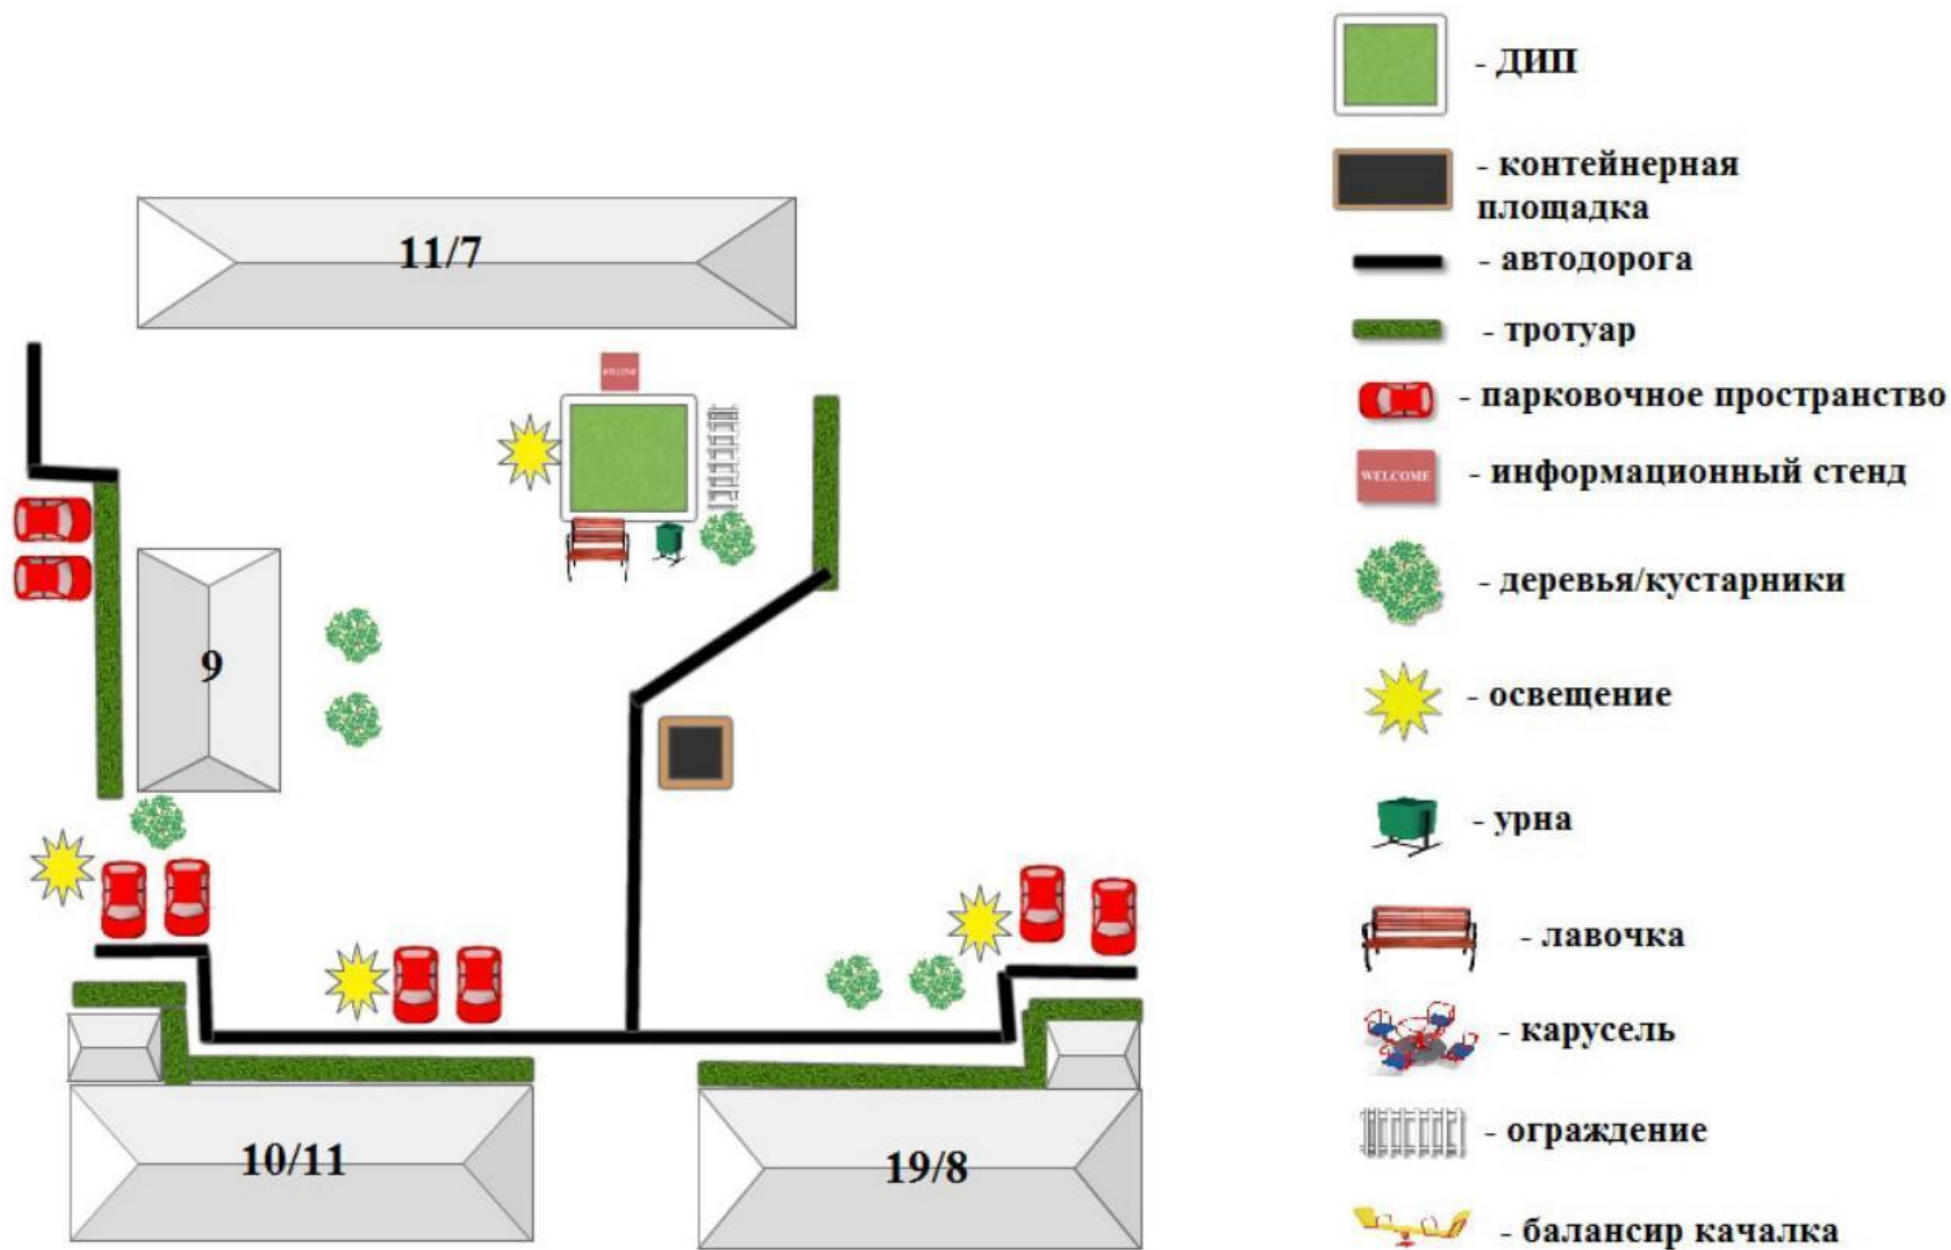 11/7
9
10/11
19/8
- ДИП
- контейнерная
площадка
- автодорога
- тротуар
- парковочное пространство
WELCOME
- информационный стенд
- деревья/кустарники
- освещение
- урна
- лавочка
- карусель
- ограждение
- балансир качалка